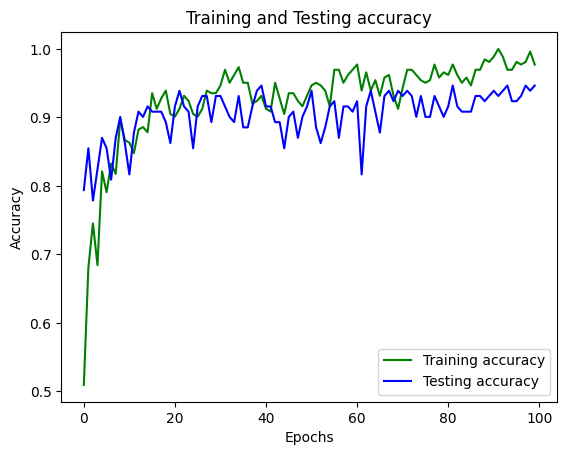 Training and Testing accuracy
1.0
0.9
0.8
0.7
0.6
0.5
Accuracy
0
20
40
60
80
100
Epochs
Training accuracy
Testing accuracy